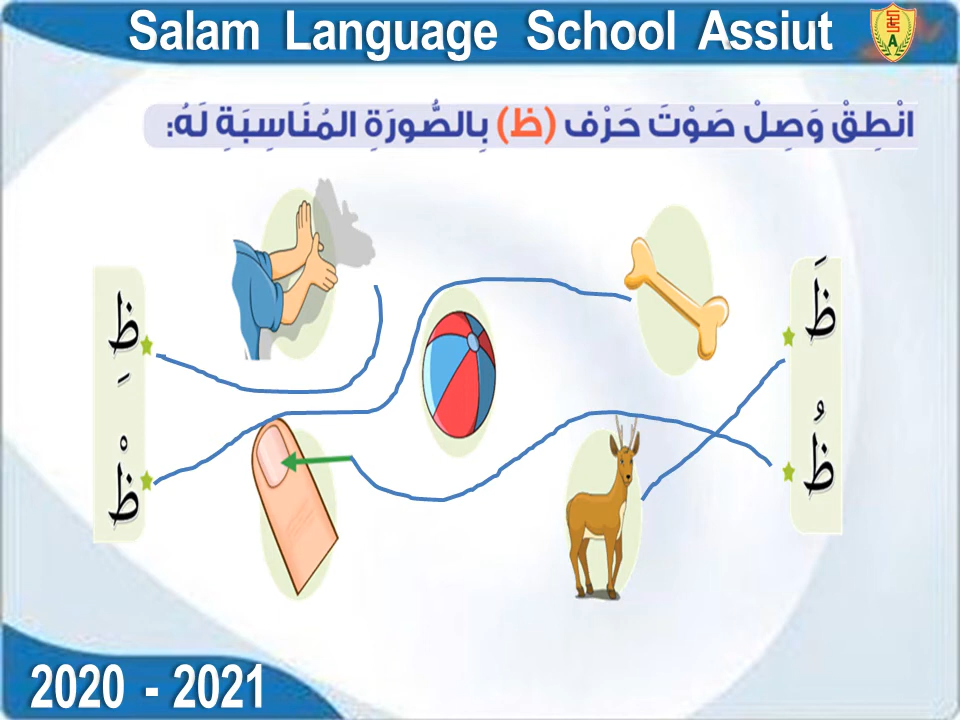 Salam Language School Assiut
انْطِقْ وَصِلْ صَوْتَ حَرْف (ظ) بِالصُّورَةِ المُنَاسِبَةِ لَهُ:
ظَ
ظِ
ظُ
ظْ
2020 - 2021